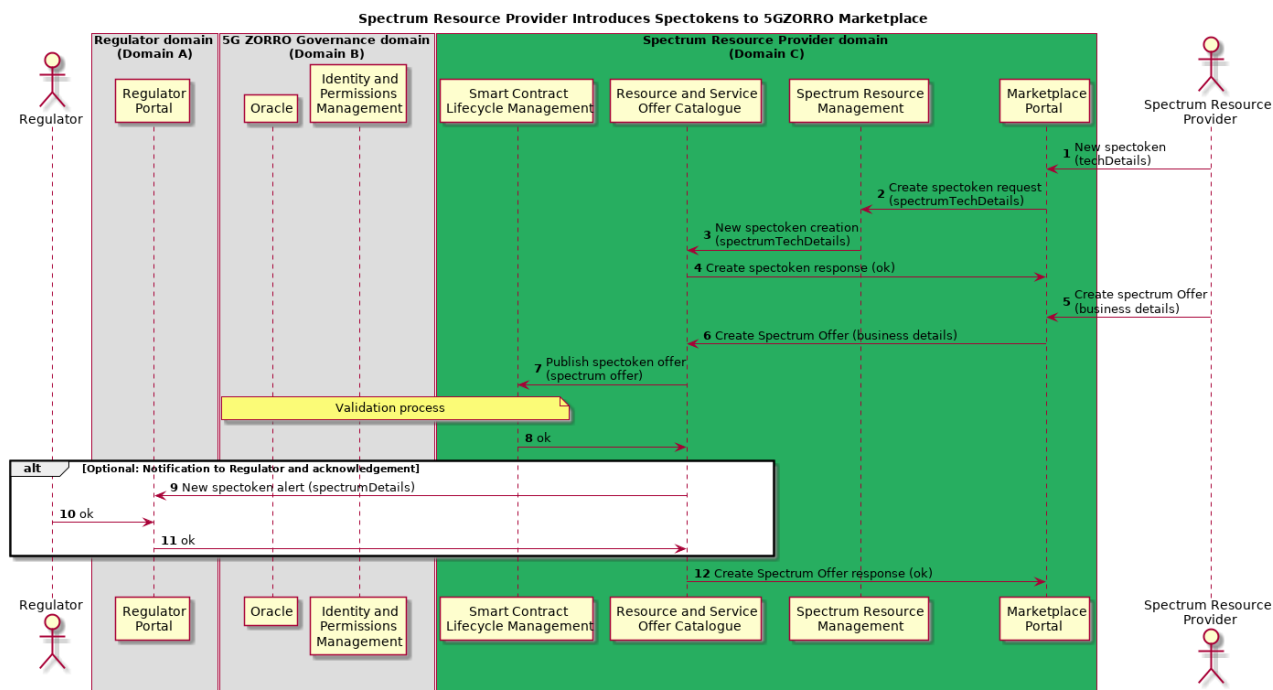 Spectrum Resource Provider Introduces Spectokens to 5GZORRO Marketplace
Regulator domain
(Domain A)
5G ZORRO Governance domain
(Domain B)
Spectrum Resource Provider domain
(Domain C)
Regulator
Regulator
Portal
Oracle
Identity and
Permissions
Management
Smart Contract
Lifecycle Management
Resource and Service
Offer Catalogue
Spectrum Resource
Management
Marketplace
Portal
Spectrum Resource
Provider
1 New spectoken
(techDetails)
2 Create spectoken request
(spectrumTechDetails)
3 New spectoken creation
(spectrumTechDetails)
4 Create spectoken response (ok)
5 Create spectrum Offer
(business details)
6 Create Spectrum Offer (business details)
7 Publish spectoken offer
(spectrum offer)
Validation process
8 ok
alt [Optional: Notification to Regulator and acknowledgement]
9 New spectoken alert (spectrumDetails)
10 ok
11 ok
12 Create Spectrum Offer response (ok)
Regulator
Regulator
Portal
Oracle
Identity and
Permissions
Management
Smart Contract
Lifecycle Management
Resource and Service
Offer Catalogue
Spectrum Resource
Management
Marketplace
Portal
Spectrum Resource
Provider